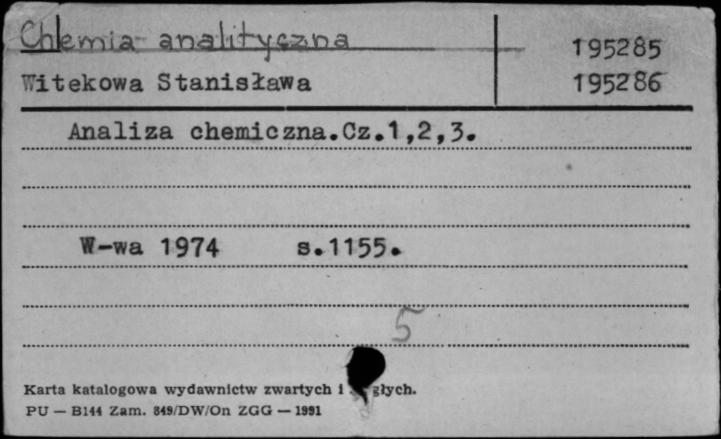 Chemia analityczna
195285
Witekowa Stanisława
195286
Analiza chemiczna.Cz.1,2,3.
W-wa 1974 s.1155.
5
Karta katalogowa wydawnictw zwartych i głych.
PU — B144 Zam. 849/DW/On ZGG — 1991